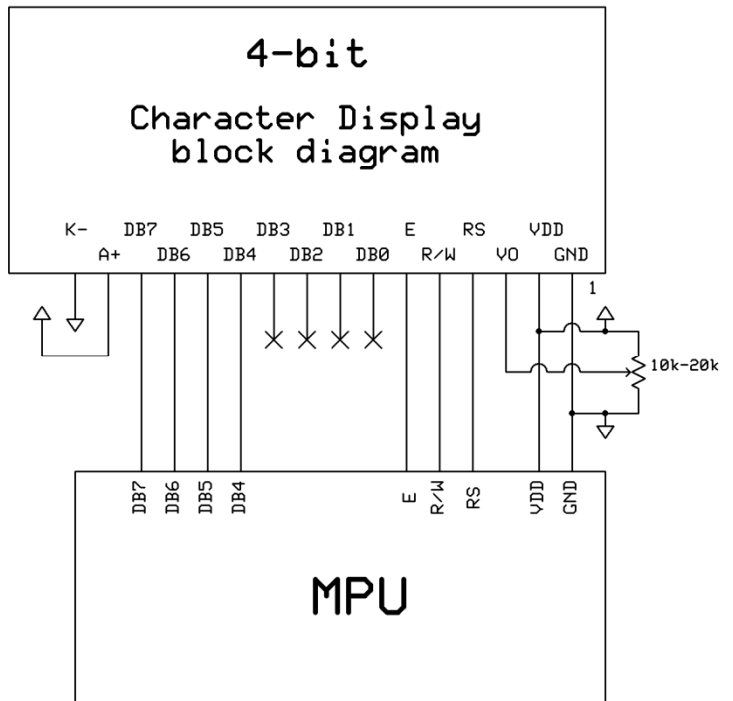 4-bit
Character Display
block diagram
K- DB7 DB5 DB3 DB1 E RS VDD
A+ DB6 DB4 DB2 DB0 R/W VO GND
1
10k-20k
DB7 DB6 DB5 DB4 E R/W RS VDD GND
MPU